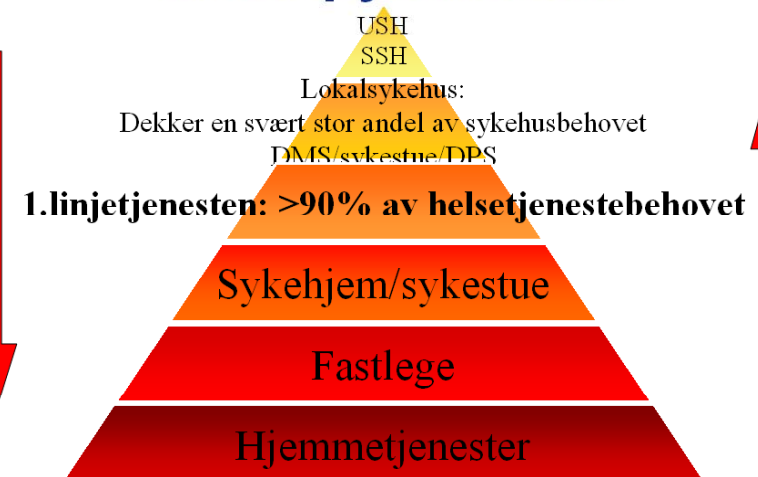 USH
SSH
Lokalsykehus:
Dekker en svært stor andel av sykehusbehovet
DMS/sykestue/DPS
1.linjetjenesten: >90% av helsetjenestebehovet
Sykehjem/sykestue
Fastlege
Hjemmetjenester